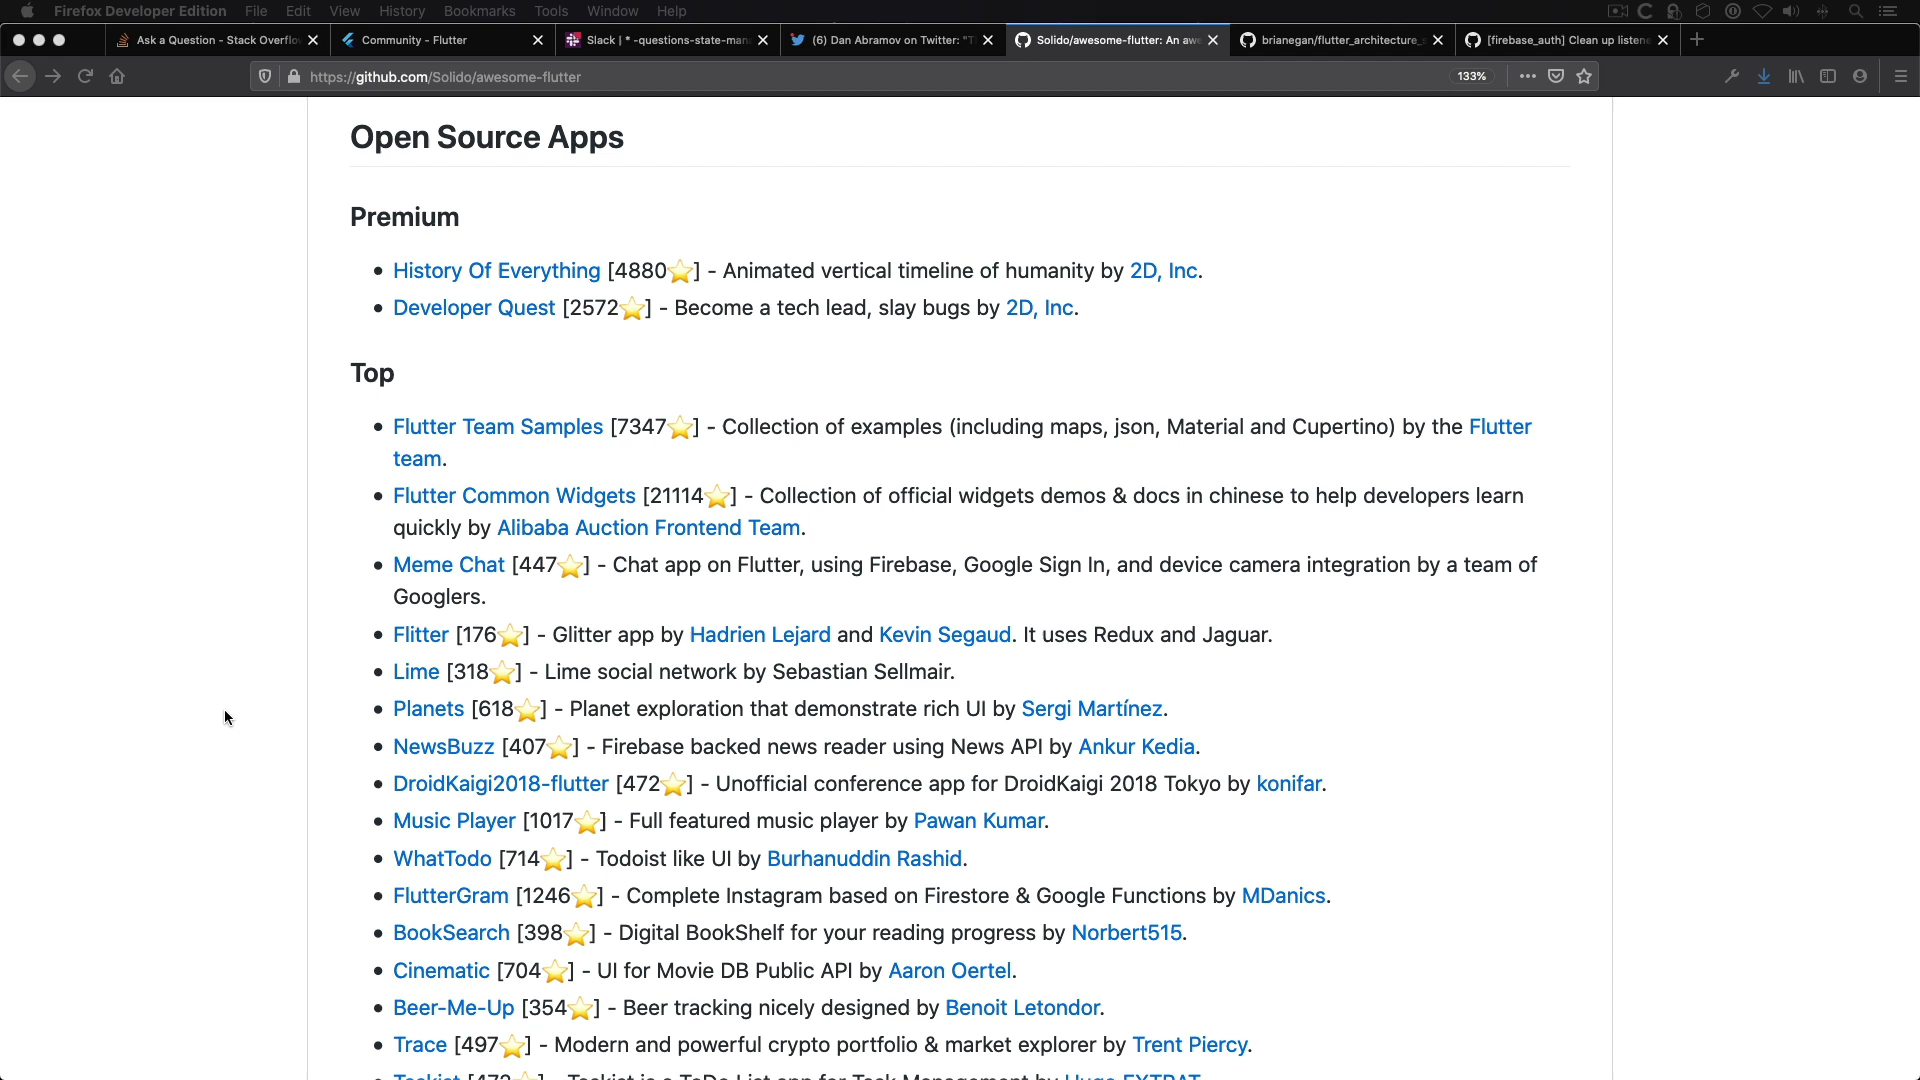 Firefox Developer Edition File Edit View History Bookmarks Tools Window Help
Ask a Question - Stack Overflo Community - Flutter Slack | * -questions-state-man (6) Dan Abramov on Twitter: "T Solido/awesome-flutter: An aw brianegan/flutter_architecture_s [firebase_auth] Clean up listene
https://github.com/Solido/awesome-flutter 133%
Open Source Apps
Premium
• History Of Everything [4880⭐] - Animated vertical timeline of humanity by 2D, Inc.
• Developer Quest [2572⭐] - Become a tech lead, slay bugs by 2D, Inc.
Top
• Flutter Team Samples [7347⭐] - Collection of examples (including maps, json, Material and Cupertino) by the Flutter
team.
• Flutter Common Widgets [21114⭐] - Collection of official widgets demos & docs in chinese to help developers learn
quickly by Alibaba Auction Frontend Team.
• Meme Chat [447⭐] - Chat app on Flutter, using Firebase, Google Sign In, and device camera integration by a team of
Googlers.
• Flitter [176⭐] - Glitter app by Hadrien Lejard and Kevin Segaud. It uses Redux and Jaguar.
• Lime [318⭐] - Lime social network by Sebastian Sellmair.
• Planets [618⭐] - Planet exploration that demonstrate rich UI by Sergi Martínez.
• NewsBuzz [407⭐] - Firebase backed news reader using News API by Ankur Kedia.
• DroidKaigi2018-flutter [472⭐] - Unofficial conference app for DroidKaigi 2018 Tokyo by konifar.
• Music Player [1017⭐] - Full featured music player by Pawan Kumar.
• WhatTodo [714⭐] - Todoist like UI by Burhanuddin Rashid.
• FlutterGram [1246⭐] - Complete Instagram based on Firestore & Google Functions by MDanics.
• BookSearch [398⭐] - Digital BookShelf for your reading progress by Norbert515.
• Cinematic [704⭐] - UI for Movie DB Public API by Aaron Oertel.
• Beer-Me-Up [354⭐] - Beer tracking nicely designed by Benoit Letondor.
• Trace [497⭐] - Modern and powerful crypto portfolio & market explorer by Trent Piercy.